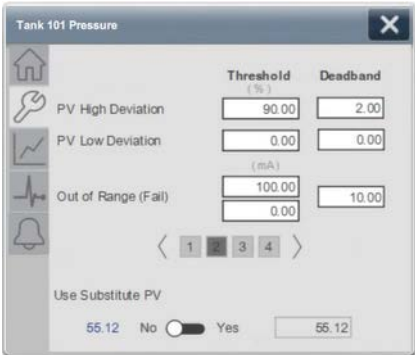 Tank 101 Pressure
Threshold Deadband
(%)
PV High Deviation 90.00 2.00
PV Low Deviation 0.00 0.00
(mA)
Out of Range (Fail) 100.00 10.00
0.00
1 2 3 4
Use Substitute PV
55.12 No Yes 55.12